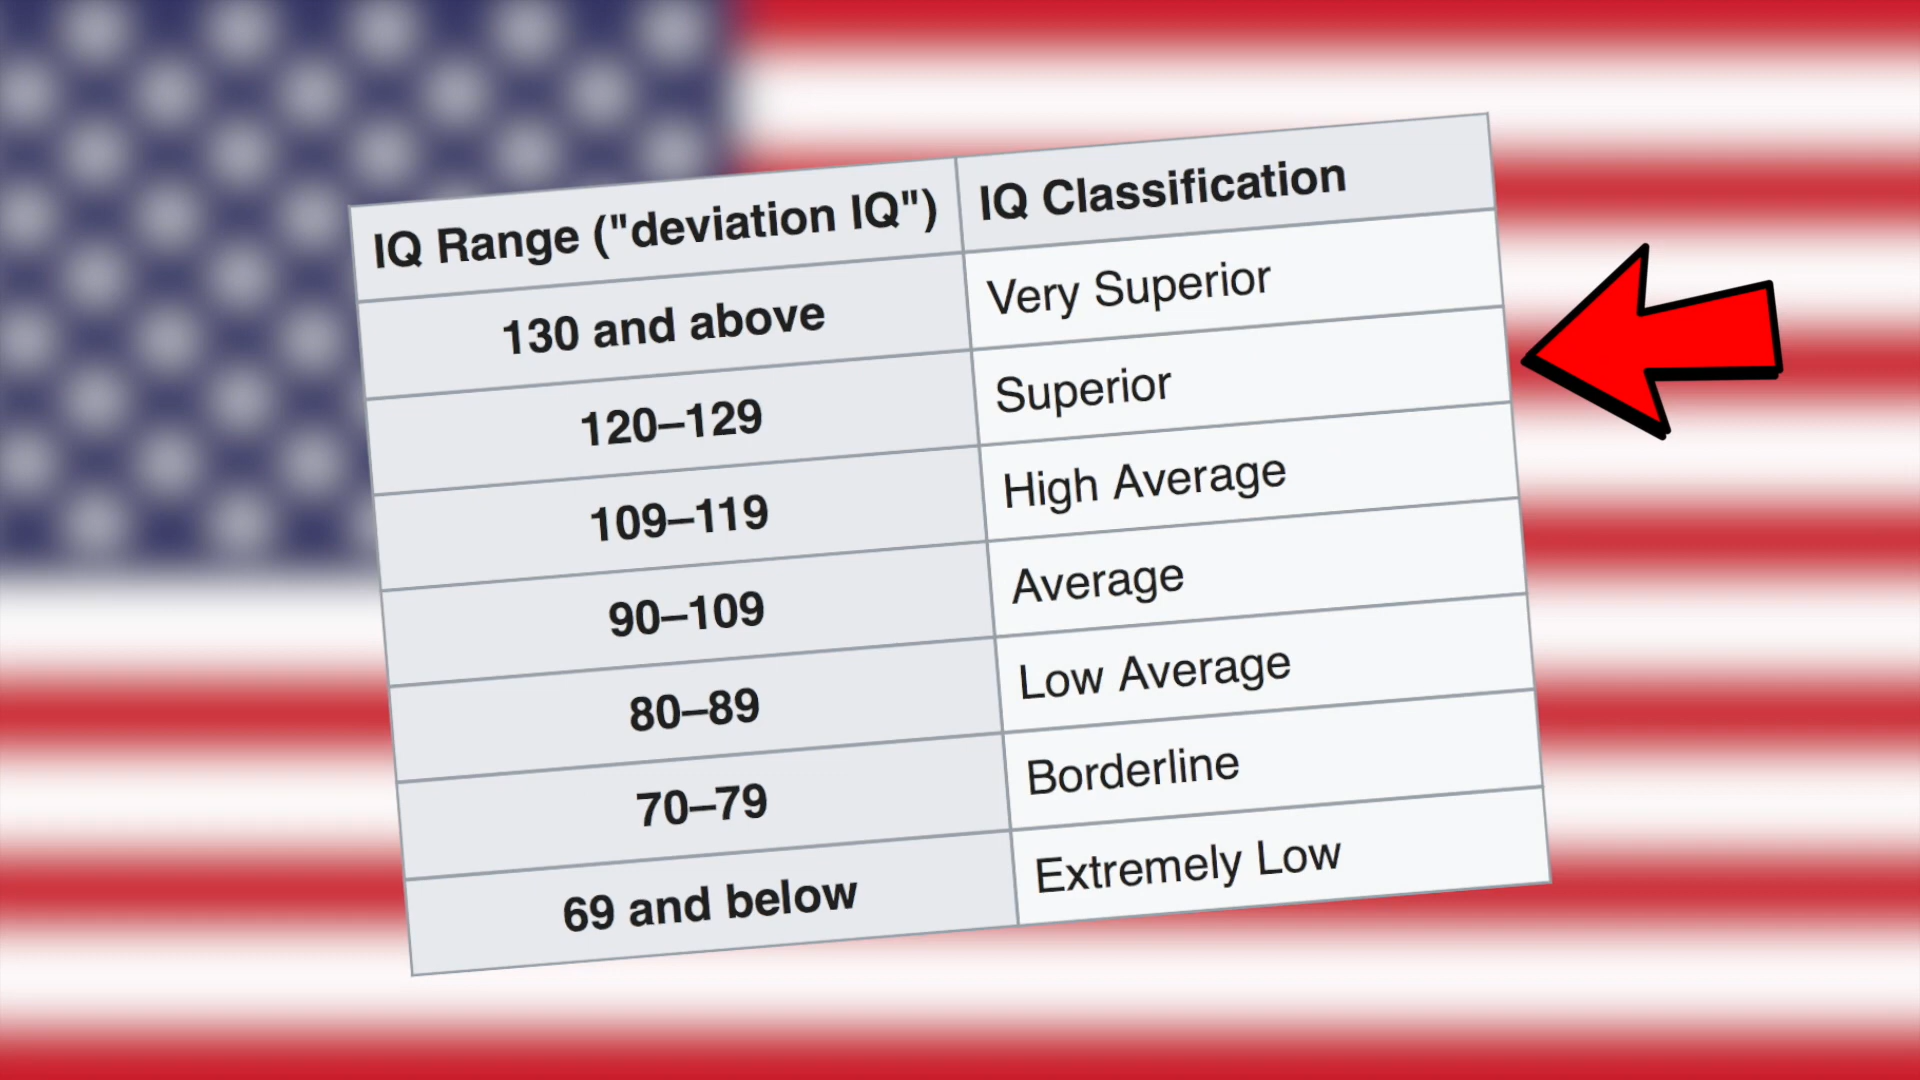 IQ Range ("deviation IQ") IQ Classification
130 and above Very Superior
120–129 Superior
109–119 High Average
90–109 Average
80–89 Low Average
70–79 Borderline
69 and below Extremely Low